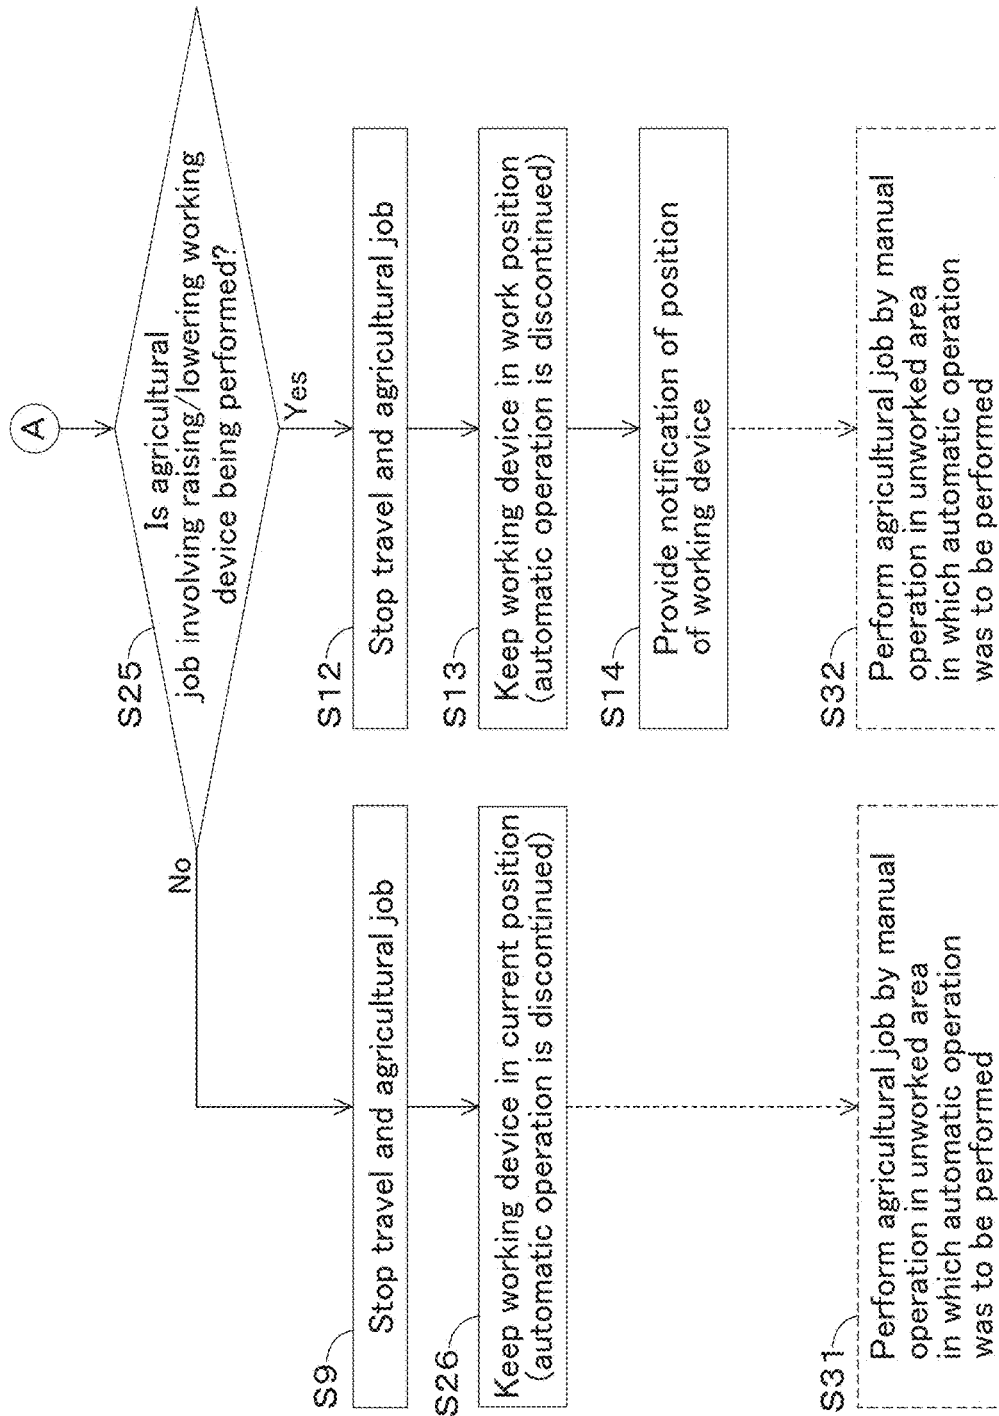 A
S25
Is agricultural
job involving raising/lowering working
device being performed?
No
Yes
S9
Stop travel and agricultural job
S26
Keep working device in current position
(automatic operation is discontinued)
S31
Perform agricultural job by manual
operation in unworked area
in which automatic operation
was to be performed
S12
Stop travel and agricultural job
S13
Keep working device in work position
(automatic operation is discontinued)
S14
Provide notification of position
of working device
S32
Perform agricultural job by manual
operation in unworked area
in which automatic operation
was to be performed